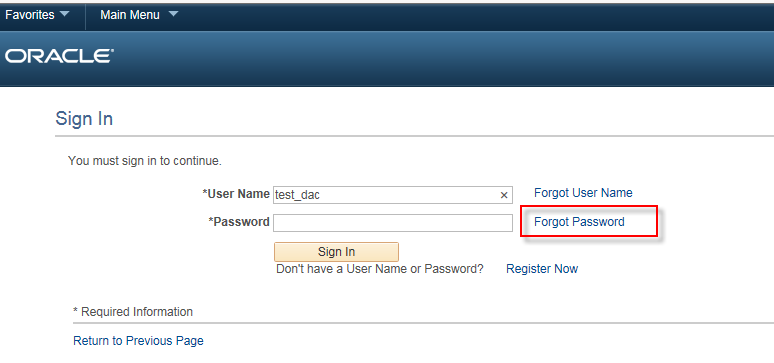 Favorites Main Menu
ORACLE
Sign In
You must sign in to continue.
*User Name test_dac × Forgot User Name
*Password Forgot Password
Sign In
Don't have a User Name or Password? Register Now
* Required Information
Return to Previous Page